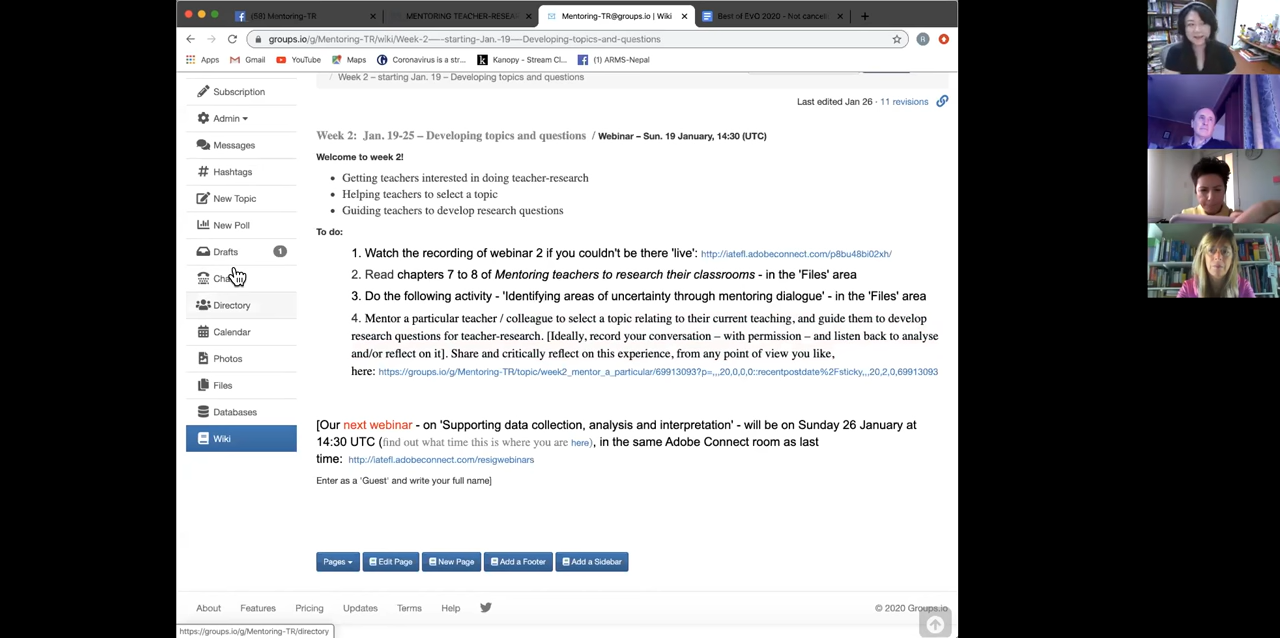 (59) Mentoring-TR
MENTORING TEACHER-RESEA
Mentoring-TR@groups.io | Wiki
Best of EVO 2020 - Not cancel
groups.io/g/Mentoring-TR/wiki/Week-2-–-starting-Jan.-19-–-Developing-topics-and-questions
R
Apps
Gmail
YouTube
Maps
Coronavirus is a str...
Kanopy - Stream Cl...
(1) ARMS-Nepal
/ Week 2 – starting Jan. 19 – Developing topics and questions
Subscription
Admin
Messages
Hashtags
New Topic
New Poll
Drafts 1
Directory
Calendar
Photos
Files
Databases
Wiki
Last edited Jan 26 · 11 revisions
Week 2: Jan. 19-25 – Developing topics and questions / Webinar – Sun. 19 January, 14:30 (UTC)
Welcome to week 2!
• Getting teachers interested in doing teacher-research
• Helping teachers to select a topic
• Guiding teachers to develop research questions
To do:
1. Watch the recording of webinar 2 if you couldn't be there 'live': http://iatefl.adobeconnect.com/p8bu48bi02xh/
2. Read chapters 7 to 8 of Mentoring teachers to research their classrooms - in the 'Files' area
3. Do the following activity - 'Identifying areas of uncertainty through mentoring dialogue' - in the 'Files' area
4. Mentor a particular teacher / colleague to select a topic relating to their current teaching, and guide them to develop
research questions for teacher-research. [Ideally, record your conversation – with permission – and listen back to analyse
and/or reflect on it]. Share and critically reflect on this experience, from any point of view you like,
here: https://groups.io/g/Mentoring-TR/topic/week2_mentor_a_particular/69913093?p=,,,20,0,0,0::recentpostdate%2Fsticky,,,20,2,0,69913093
[Our next webinar - on 'Supporting data collection, analysis and interpretation' - will be on Sunday 26 January at
14:30 UTC (find out what time this is where you are here), in the same Adobe Connect room as last
time: http://iatefl.adobeconnect.com/resigwebinars
Enter as a 'Guest' and write your full name]
Pages
Edit Page
New Page
Add a Footer
Add a Sidebar
About
Features
Pricing
Updates
Terms
Help
© 2020 Groups.io
https://groups.io/g/Mentoring-TR/directory